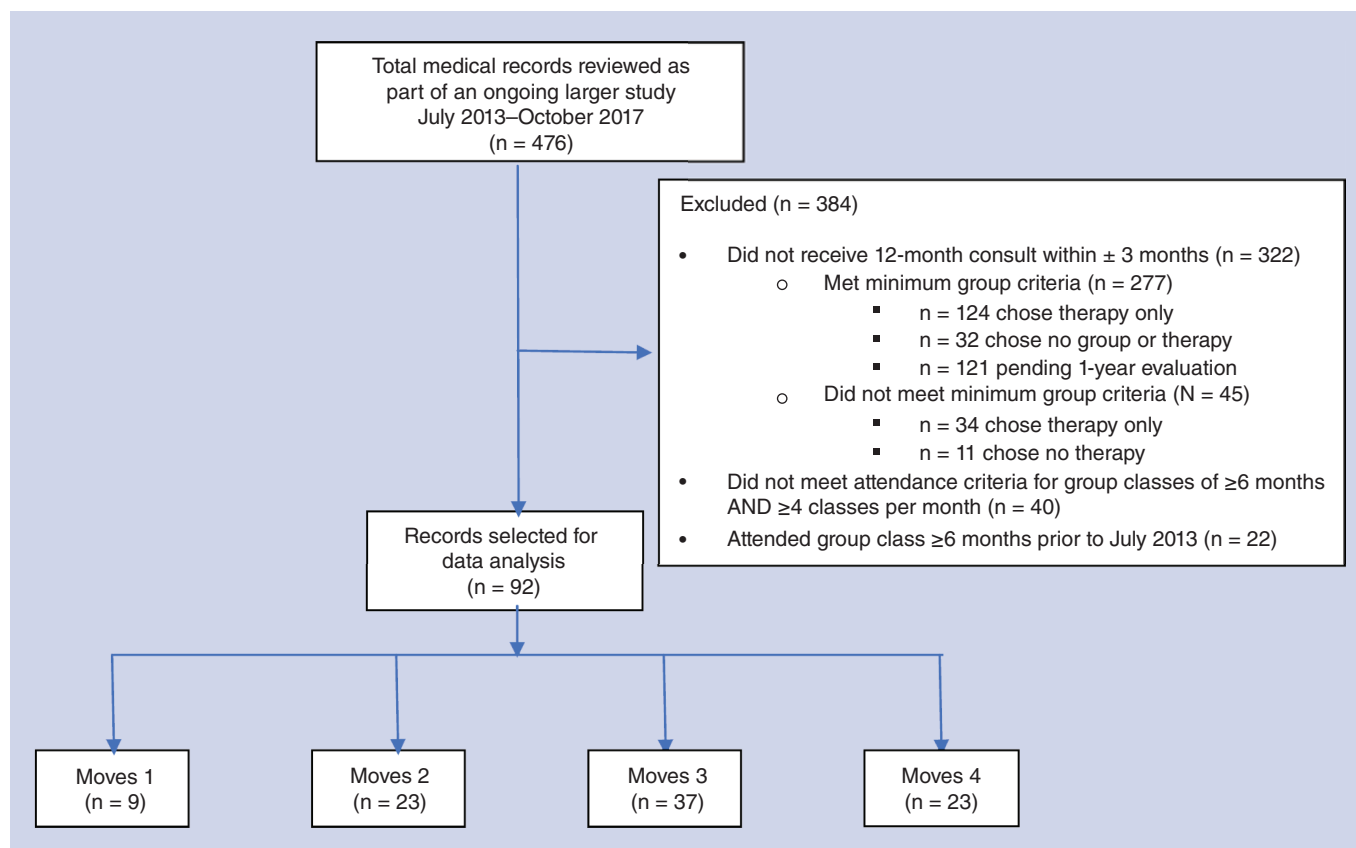 Total medical records reviewed as
part of an ongoing larger study
July 2013–October 2017
(n = 476)
Excluded (n = 384)
• Did not receive 12-month consult within ± 3 months (n = 322)
○ Met minimum group criteria (n = 277)
▪ n = 124 chose therapy only
▪ n = 32 chose no group or therapy
▪ n = 121 pending 1-year evaluation
○ Did not meet minimum group criteria (N = 45)
▪ n = 34 chose therapy only
▪ n = 11 chose no therapy
• Did not meet attendance criteria for group classes of ≥6 months
AND ≥4 classes per month (n = 40)
• Attended group class ≥6 months prior to July 2013 (n = 22)
Records selected for
data analysis
(n = 92)
Moves 1
(n = 9)
Moves 2
(n = 23)
Moves 3
(n = 37)
Moves 4
(n = 23)